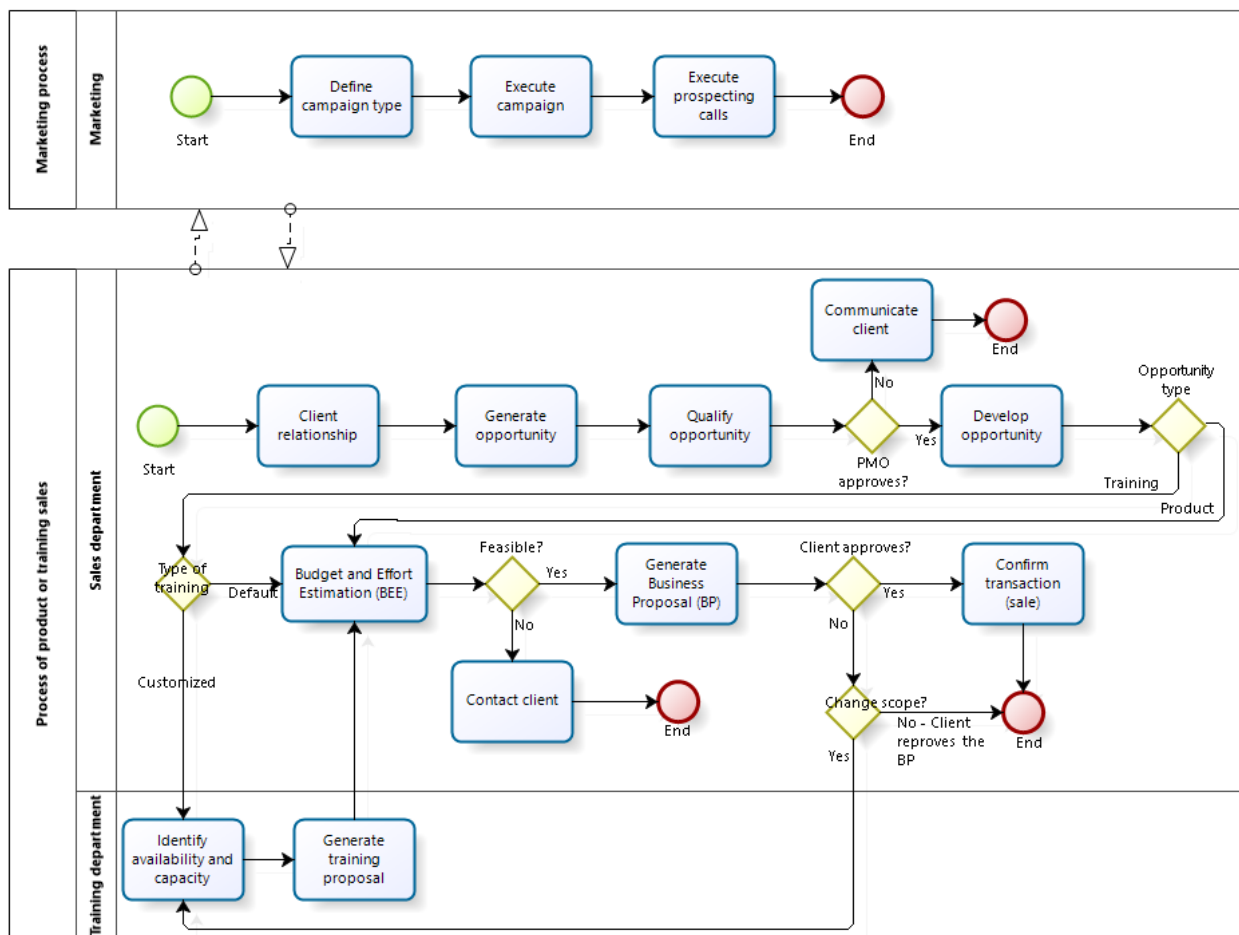 Marketing process
Marketing
Start
Define
campaign type
Execute
campaign
Execute
prospecting
calls
End
Process of product or training sales
Sales department
Start
Client
relationship
Generate
opportunity
Qualify
opportunity
PMO
approves?
No
Communicate
client
End
Yes
Develop
opportunity
Opportunity
type
Training
Product
Type of
training
Default
Customized
Budget and Effort
Estimation (BEE)
Feasible?
Yes
No
Contact client
End
Generate
Business
Proposal (BP)
Client approves?
Yes
No
Confirm
transaction
(sale)
Change scope?
No - Client
reproves the
BP
End
Yes
Training department
Identify
availability and
capacity
Generate
training
proposal